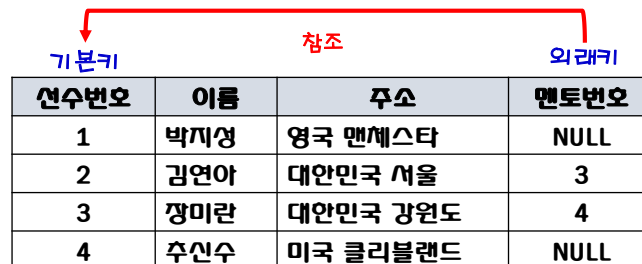 참조
기본키 외래키
선수번호 이름 주소 멘토번호
1 박지성 영국 맨체스타 NULL
2 김연아 대한민국 서울 3
3 장미란 대한민국 강원도 4
4 추신수 미국 클리블랜드 NULL